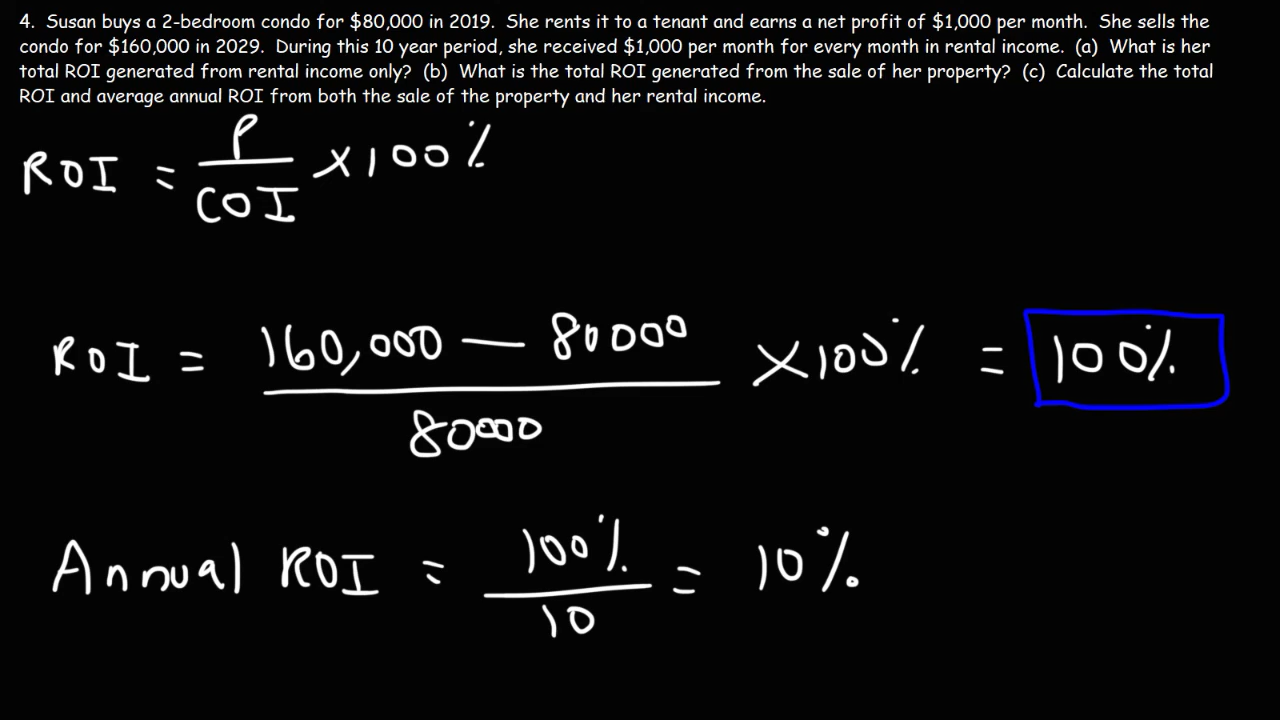 4. Susan buys a 2-bedroom condo for $80,000 in 2019. She rents it to a tenant and earns a net profit of $1,000 per month. She sells the
condo for $160,000 in 2029. During this 10 year period, she received $1,000 per month for every month in rental income. (a) What is her
total ROI generated from rental income only? (b) What is the total ROI generated from the sale of her property? (c) Calculate the total
ROI and average annual ROI from both the sale of the property and her rental income.
ROI = P / COI × 100%
ROI = 160,000 — 80000 / 80000 × 100% = 100%
Annual ROI = 100% / 10 = 10%